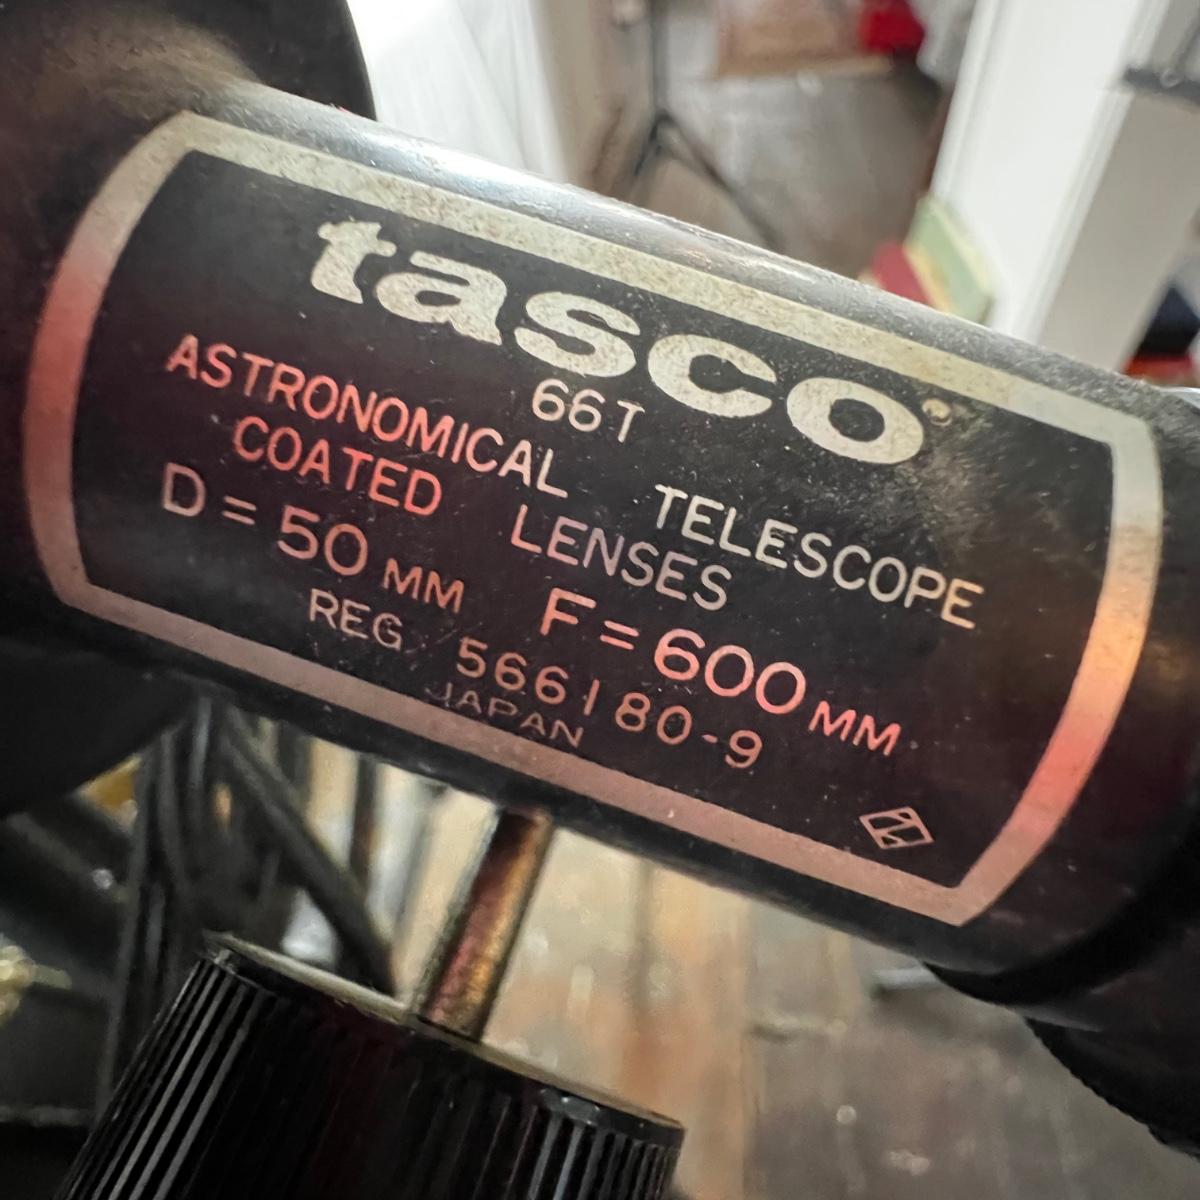 tasco
66T
ASTRONOMICAL TELESCOPE
COATED LENSES
D = 50 MM F = 600 MM
REG. 566180-9
JAPAN